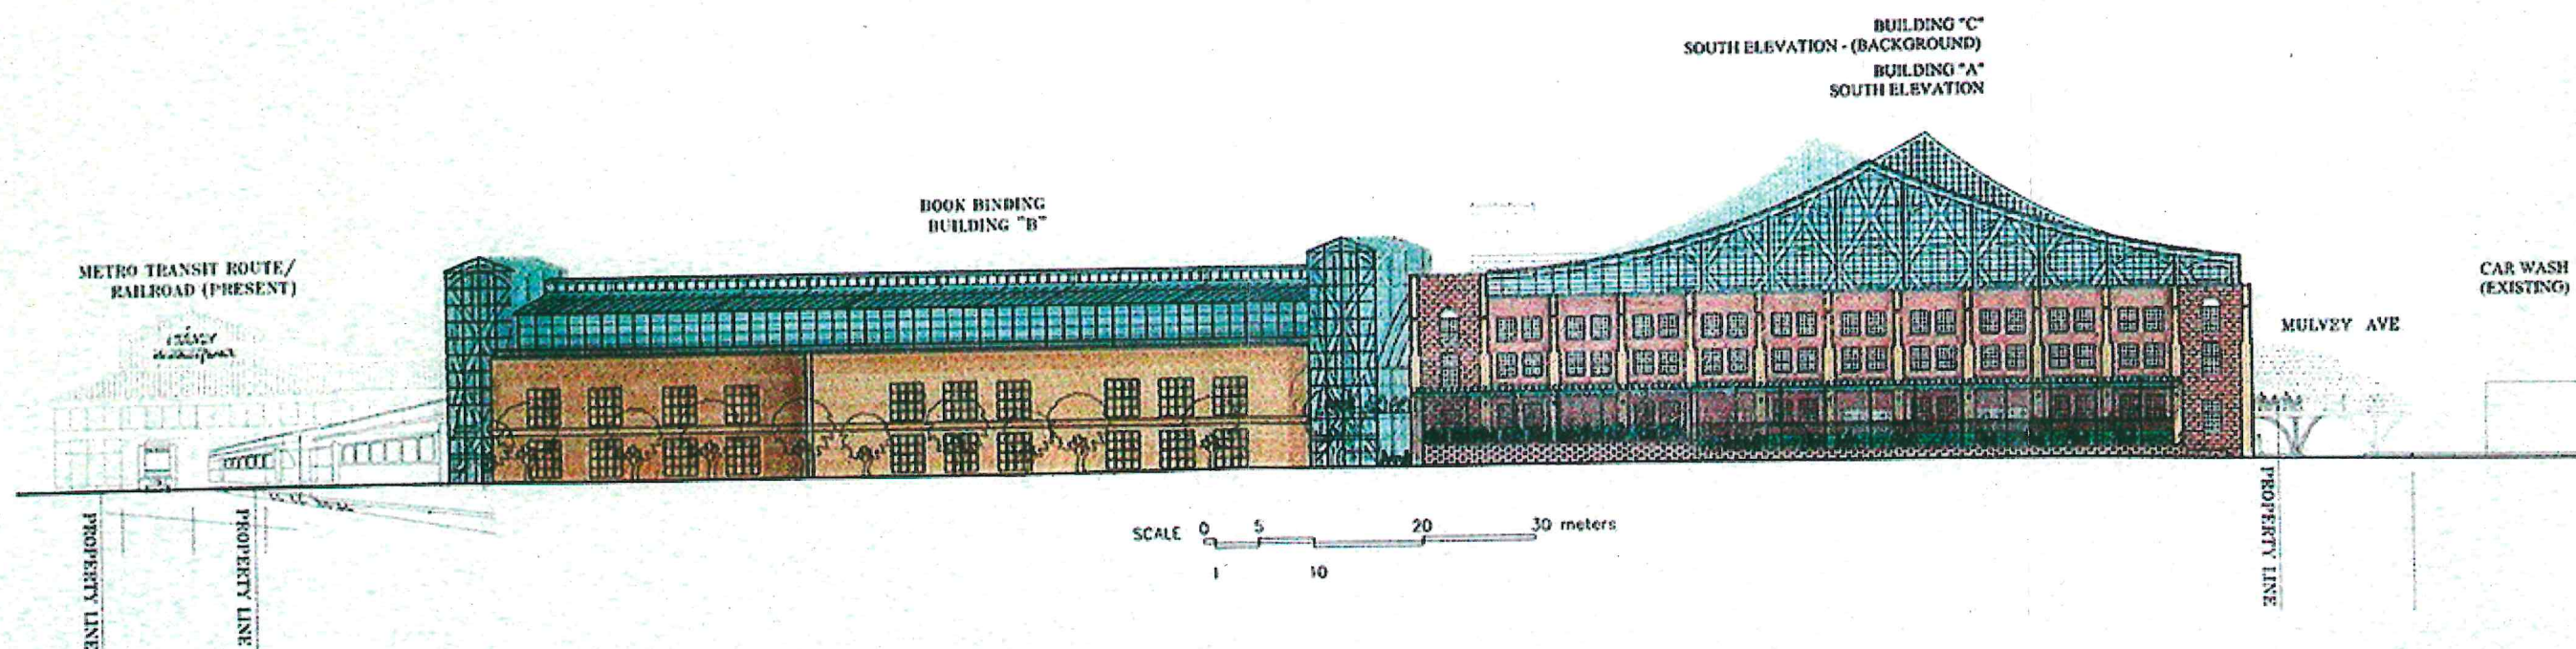 BUILDING "C"
SOUTH ELEVATION - (BACKGROUND)
BUILDING "A"
SOUTH ELEVATION
BOOK BINDING
BUILDING "B"
METRO TRANSIT ROUTE/
RAILROAD (PRESENT)
CAR WASH
(EXISTING)
MULVEY AVE
SCALE 0 5 20 30 meters
1 10
PROPERTY LINE
PROPERTY LINE
PROPERTY LINE